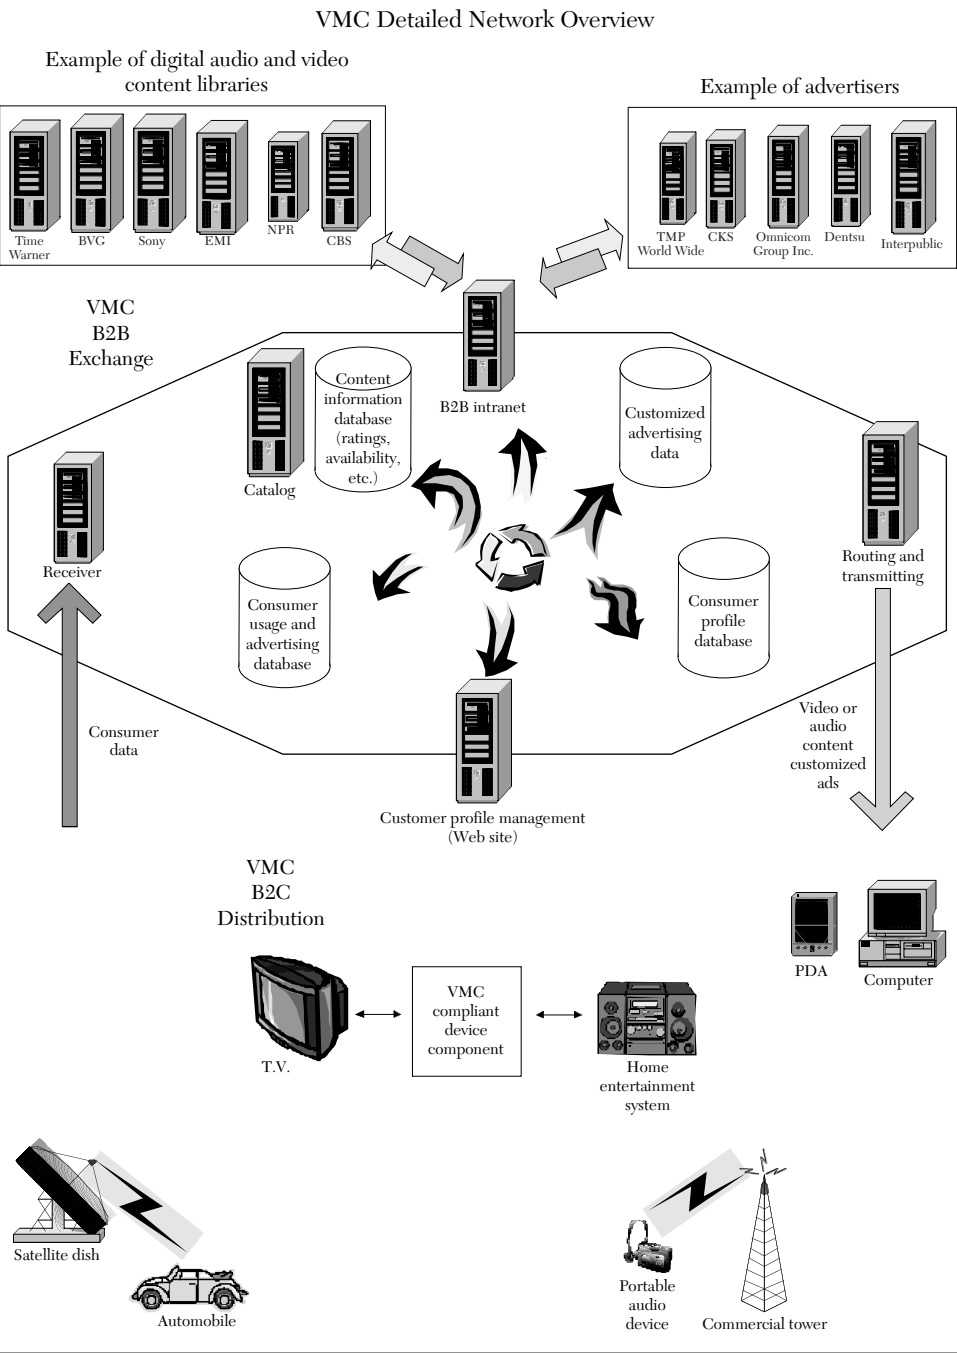 VMC Detailed Network Overview
Example of digital audio and video
content libraries
Example of advertisers
Time
Warner
BVG
Sony
EMI
NPR
CBS
TMP
World Wide
CKS
Omnicom
Group Inc.
Dentsu
Interpublic
VMC
B2B
Exchange
B2B intranet
Catalog
Content
information
database
(ratings,
availability,
etc.)
Customized
advertising
data
Receiver
Routing and
transmitting
Consumer
usage and
advertising
database
Consumer
profile
database
Consumer
data
Video or
audio
content
customized
ads
Customer profile management
(Web site)
VMC
B2C
Distribution
PDA
Computer
T.V.
VMC
compliant
device
component
Home
entertainment
system
Satellite dish
Automobile
Portable
audio
device
Commercial tower